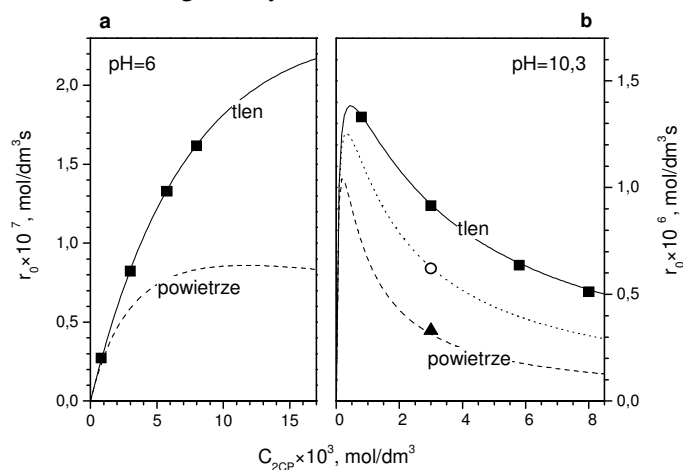 a
b
pH=6
tlen
powietrze
2,0
1,5
1,0
0,5
0,0
r₀×10⁷, mol/dm³s
0
5
10
15
pH=10,3
tlen
powietrze
1,5
1,0
0,5
0,0
r₀×10⁶, mol/dm³s
0
2
4
6
8
C₂CP×10³, mol/dm³